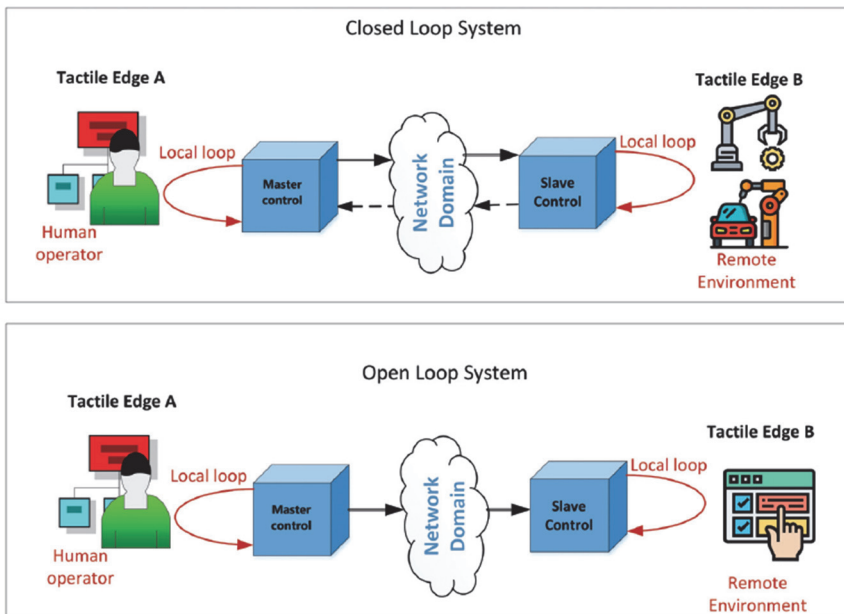 Closed Loop System
Tactile Edge A
Tactile Edge B
Local loop
Local loop
Master
control
Network
Domain
Slave
Control
Human
operator
Remote
Environment
Open Loop System
Tactile Edge A
Tactile Edge B
Local loop
Local loop
Master
control
Network
Domain
Slave
Control
Human
operator
Remote
Environment